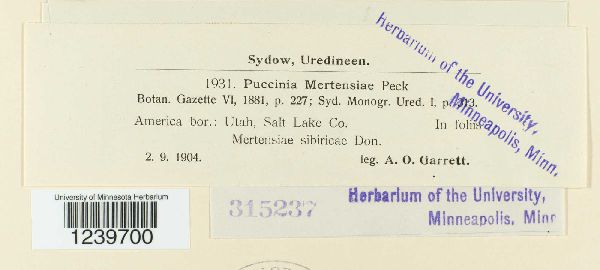 Sydow, Uredineen.
1931. Puccinia Mertensiae Peck
Botan. Gazette VI, 1881, p. 227; Syd. Monogr. Ured. I, p. 313.
America bor.: Utah, Salt Lake Co. In foliis
Mertensiae sibiricae Don.
2. 9. 1904. leg. A. O. Garrett.
Herbarium of the University,
Minneapolis, Minn.
University of Minnesota Herbarium
1239700
315237
Herbarium of the University,
Minneapolis, Minn